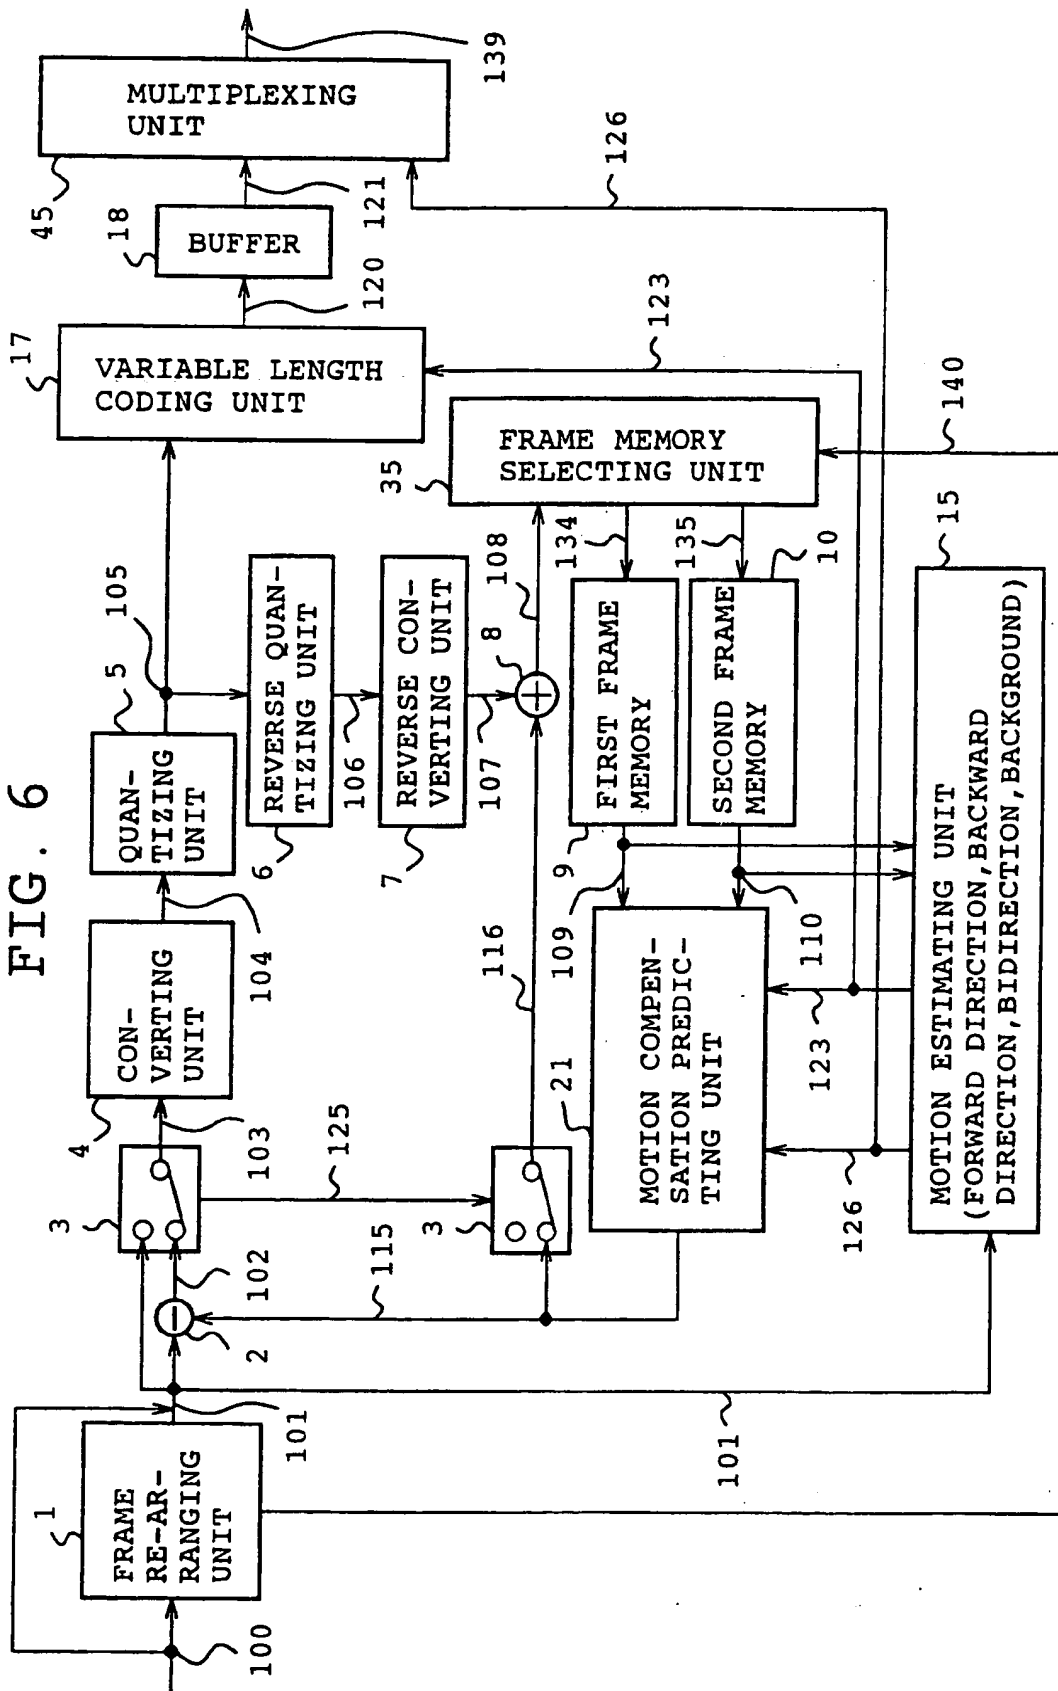 FIG. 6
1
FRAME
RE-AR-
RANGING
UNIT
100
101
2
102
3
103
4
CON-
VERTING
UNIT
104
5
QUAN-
TIZING
UNIT
105
17
VARIABLE LENGTH
CODING UNIT
120
18
BUFFER
121
45
MULTIPLEXING
UNIT
139
126
123
125
6
REVERSE QUAN-
TIZING UNIT
106
7
REVERSE CON-
VERTING UNIT
107
8
108
35
FRAME MEMORY
SELECTING UNIT
134
135
140
115
3
116
9
FIRST FRAME
MEMORY
109
10
SECOND FRAME
MEMORY
110
21
MOTION COMPEN-
SATION PREDIC-
TING UNIT
101
126
123
15
MOTION ESTIMATING UNIT
(FORWARD DIRECTION,BACKWARD
DIRECTION,BIDIRECTION,BACKGROUND)